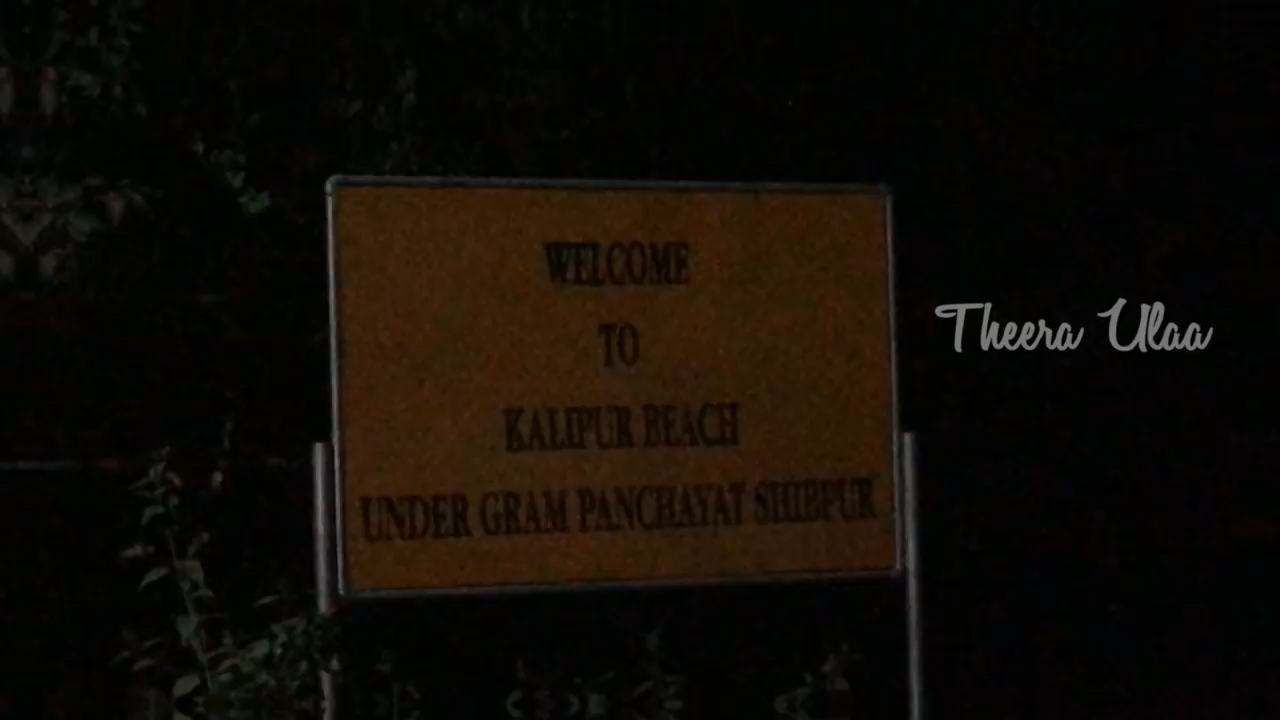 WELCOME
TO
KALIPUR BEACH
UNDER GRAM PANCHAYAT SHIBPUR
Theera Ulaa